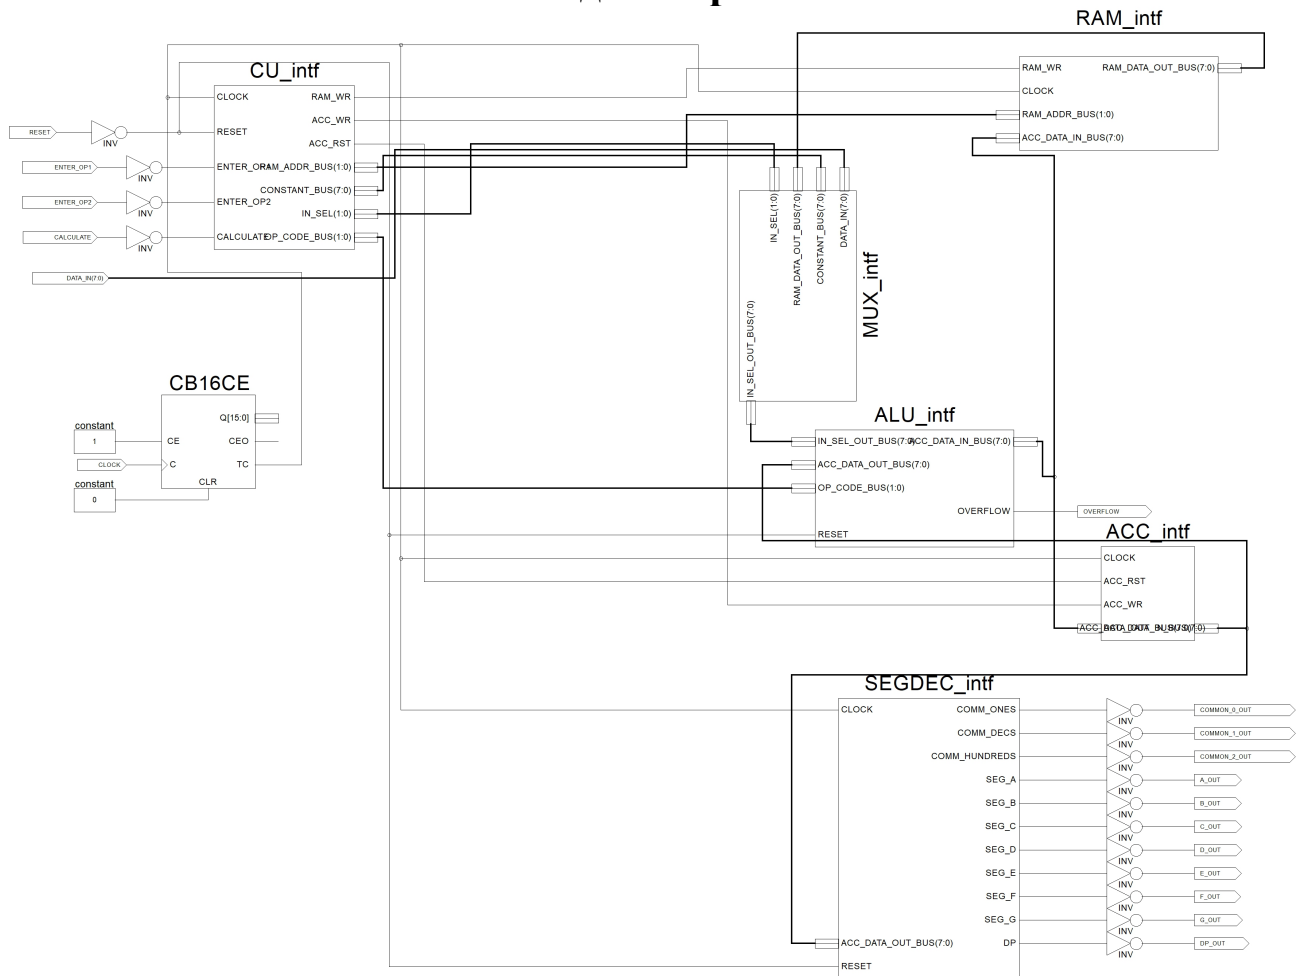 RAM_intf
RAM_WR
RAM_DATA_OUT_BUS(7:0)
CLOCK
RAM_ADDR_BUS(1:0)
ACC_DATA_IN_BUS(7:0)
CU_intf
CLOCK
RAM_WR
ACC_WR
RESET
INV
RESET
ACC_RST
ENTER_OP1
INV
ENTER_OP1
RAM_ADDR_BUS(1:0)
CONSTANT_BUS(7:0)
ENTER_OP2
INV
ENTER_OP2
IN_SEL(1:0)
CALCULATE
INV
CALCULATE
OP_CODE_BUS(1:0)
DATA_IN(7:0)
IN_SEL(1:0)
RAM_DATA_OUT_BUS(7:0)
CONSTANT_BUS(7:0)
DATA_IN(7:0)
MUX_intf
IN_SEL_OUT_BUS(7:0)
CB16CE
Q[15:0]
constant
1
CE
CEO
CLOCK
C
TC
constant
0
CLR
ALU_intf
IN_SEL_OUT_BUS(7:0)
ACC_DATA_IN_BUS(7:0)
ACC_DATA_OUT_BUS(7:0)
OP_CODE_BUS(1:0)
OVERFLOW
OVERFLOW
RESET
ACC_intf
CLOCK
ACC_RST
ACC_WR
SEGDEC_intf
CLOCK
COMM_ONES
INV
COMMON_0_OUT
COMM_DECS
INV
COMMON_1_OUT
COMM_HUNDREDS
INV
COMMON_2_OUT
SEG_A
INV
A_OUT
SEG_B
INV
B_OUT
SEG_C
INV
C_OUT
SEG_D
INV
D_OUT
SEG_E
INV
E_OUT
SEG_F
INV
F_OUT
SEG_G
INV
G_OUT
ACC_DATA_OUT_BUS(7:0)
DP
INV
DP_OUT
RESET